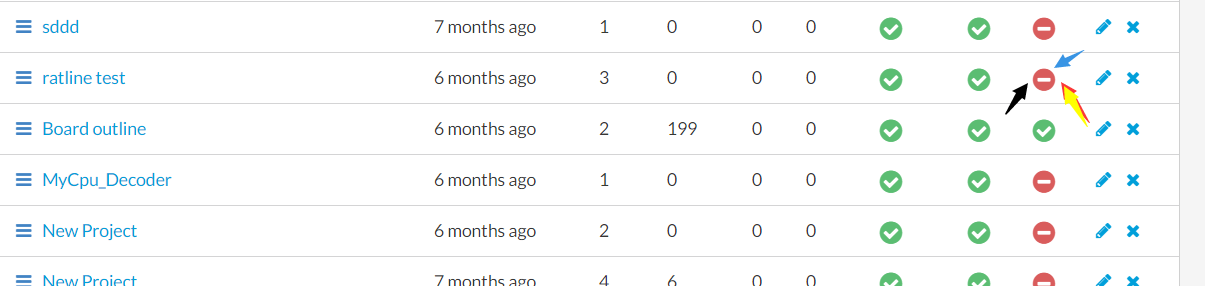 sddd 7 months ago 1 0 0 0
ratline test 6 months ago 3 0 0 0
Board outline 6 months ago 2 199 0 0
MyCpu_Decoder 6 months ago 1 0 0 0
New Project 6 months ago 2 0 0 0
New Project 7 months ago 4 6 0 0